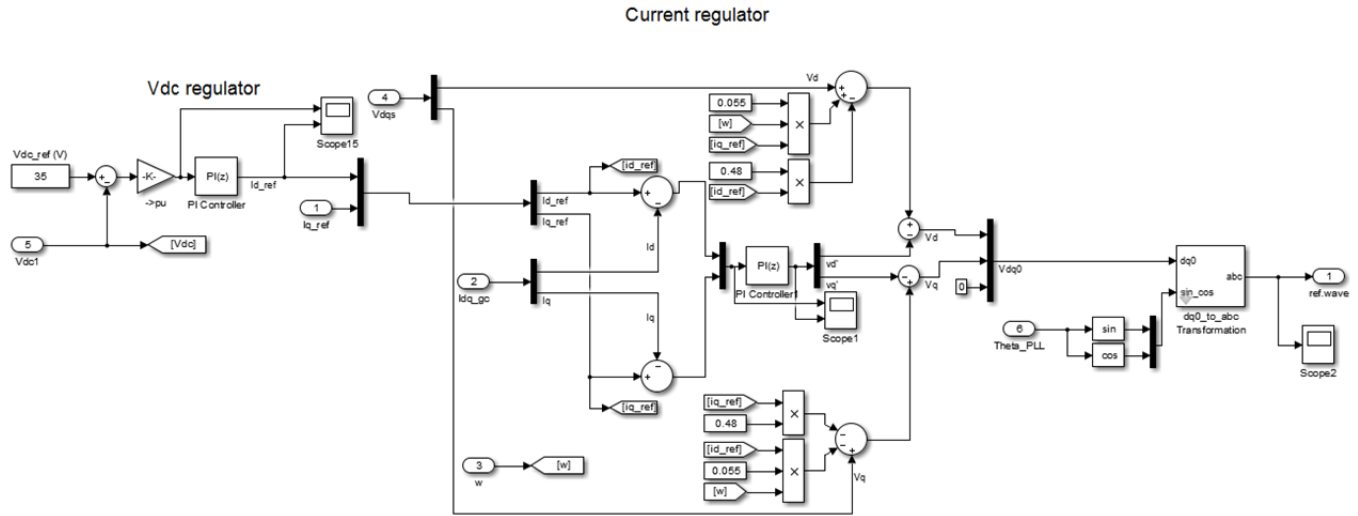 Current regulator
Vdc regulator
Vdc_ref (V)
35
+
-
-K-
->pu
PI(z)
PI Controller
Id_ref
Scope15
1
Iq_ref
5
Vdc1
[Vdc]
4
Vdqs
Id_ref
Iq_ref
[id_ref]
+
-
Id
2
Idq_gc
Iq
Iq
-
+
[iq_ref]
3
w
[w]
PI(z)
PI Controller1
vd'
vq'
Scope1
Vd
0.055
[w]
[iq_ref]
×
0.48
[id_ref]
×
+
+
-
[iq_ref]
0.48
×
[id_ref]
0.055
[w]
×
-
-
+
Vq
+
-
Vd
-
+
Vq
0
Vdq0
6
Theta_PLL
sin
cos
dq0
sin_cos
abc
dq0_to_abc
Transformation
1
ref.wave
Scope2